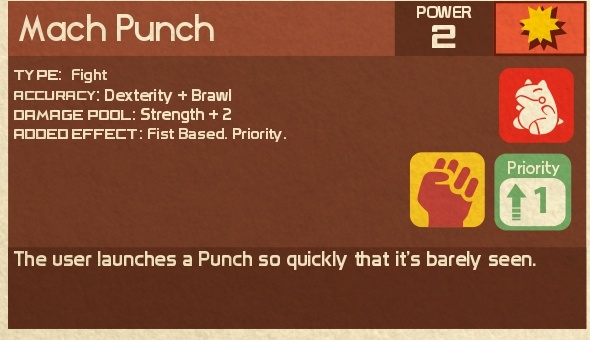 Mach Punch
POWER
2
TYPE: Fight
ACCURACY: Dexterity + Brawl
DAMAGE POOL: Strength + 2
ADDED EFFECT: Fist Based. Priority.
Priority
1
The user launches a Punch so quickly that it's barely seen.